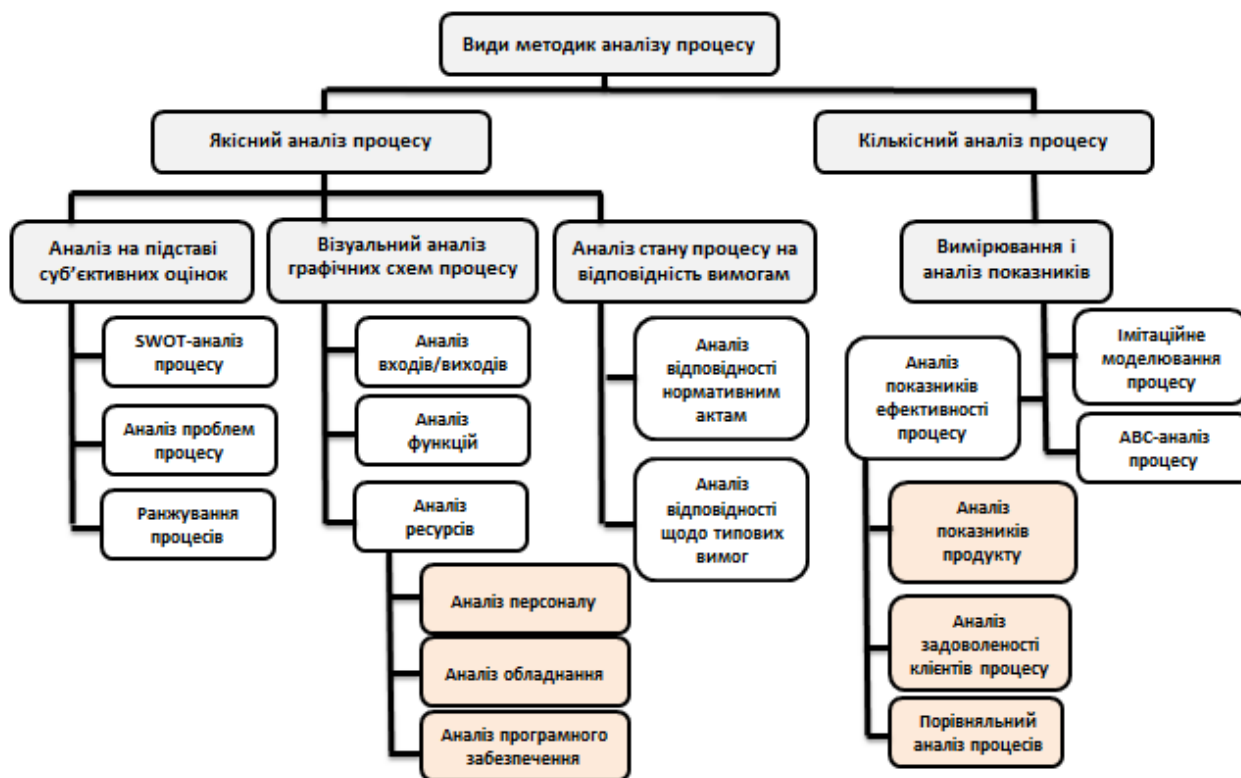 Види методик аналізу процесу
Якісний аналіз процесу
Кількісний аналіз процесу
Аналіз на підставі
суб’єктивних оцінок
Візуальний аналіз
графічних схем процесу
Аналіз стану процесу на
відповідність вимогам
Вимірювання і
аналіз показників
SWOT-аналіз
процесу
Аналіз проблем
процесу
Ранжування
процесів
Аналіз
входів/виходів
Аналіз
функцій
Аналіз
ресурсів
Аналіз персоналу
Аналіз обладнання
Аналіз програмного
забезпечення
Аналіз
відповідності
нормативним
актам
Аналіз
відповідності
щодо типових
вимог
Аналіз
показників
ефективності
процесу
Імітаційне
моделювання
процесу
АВС-аналіз
процесу
Аналіз
показників
продукту
Аналіз
задоволеності
клієнтів процесу
Порівняльний
аналіз процесів